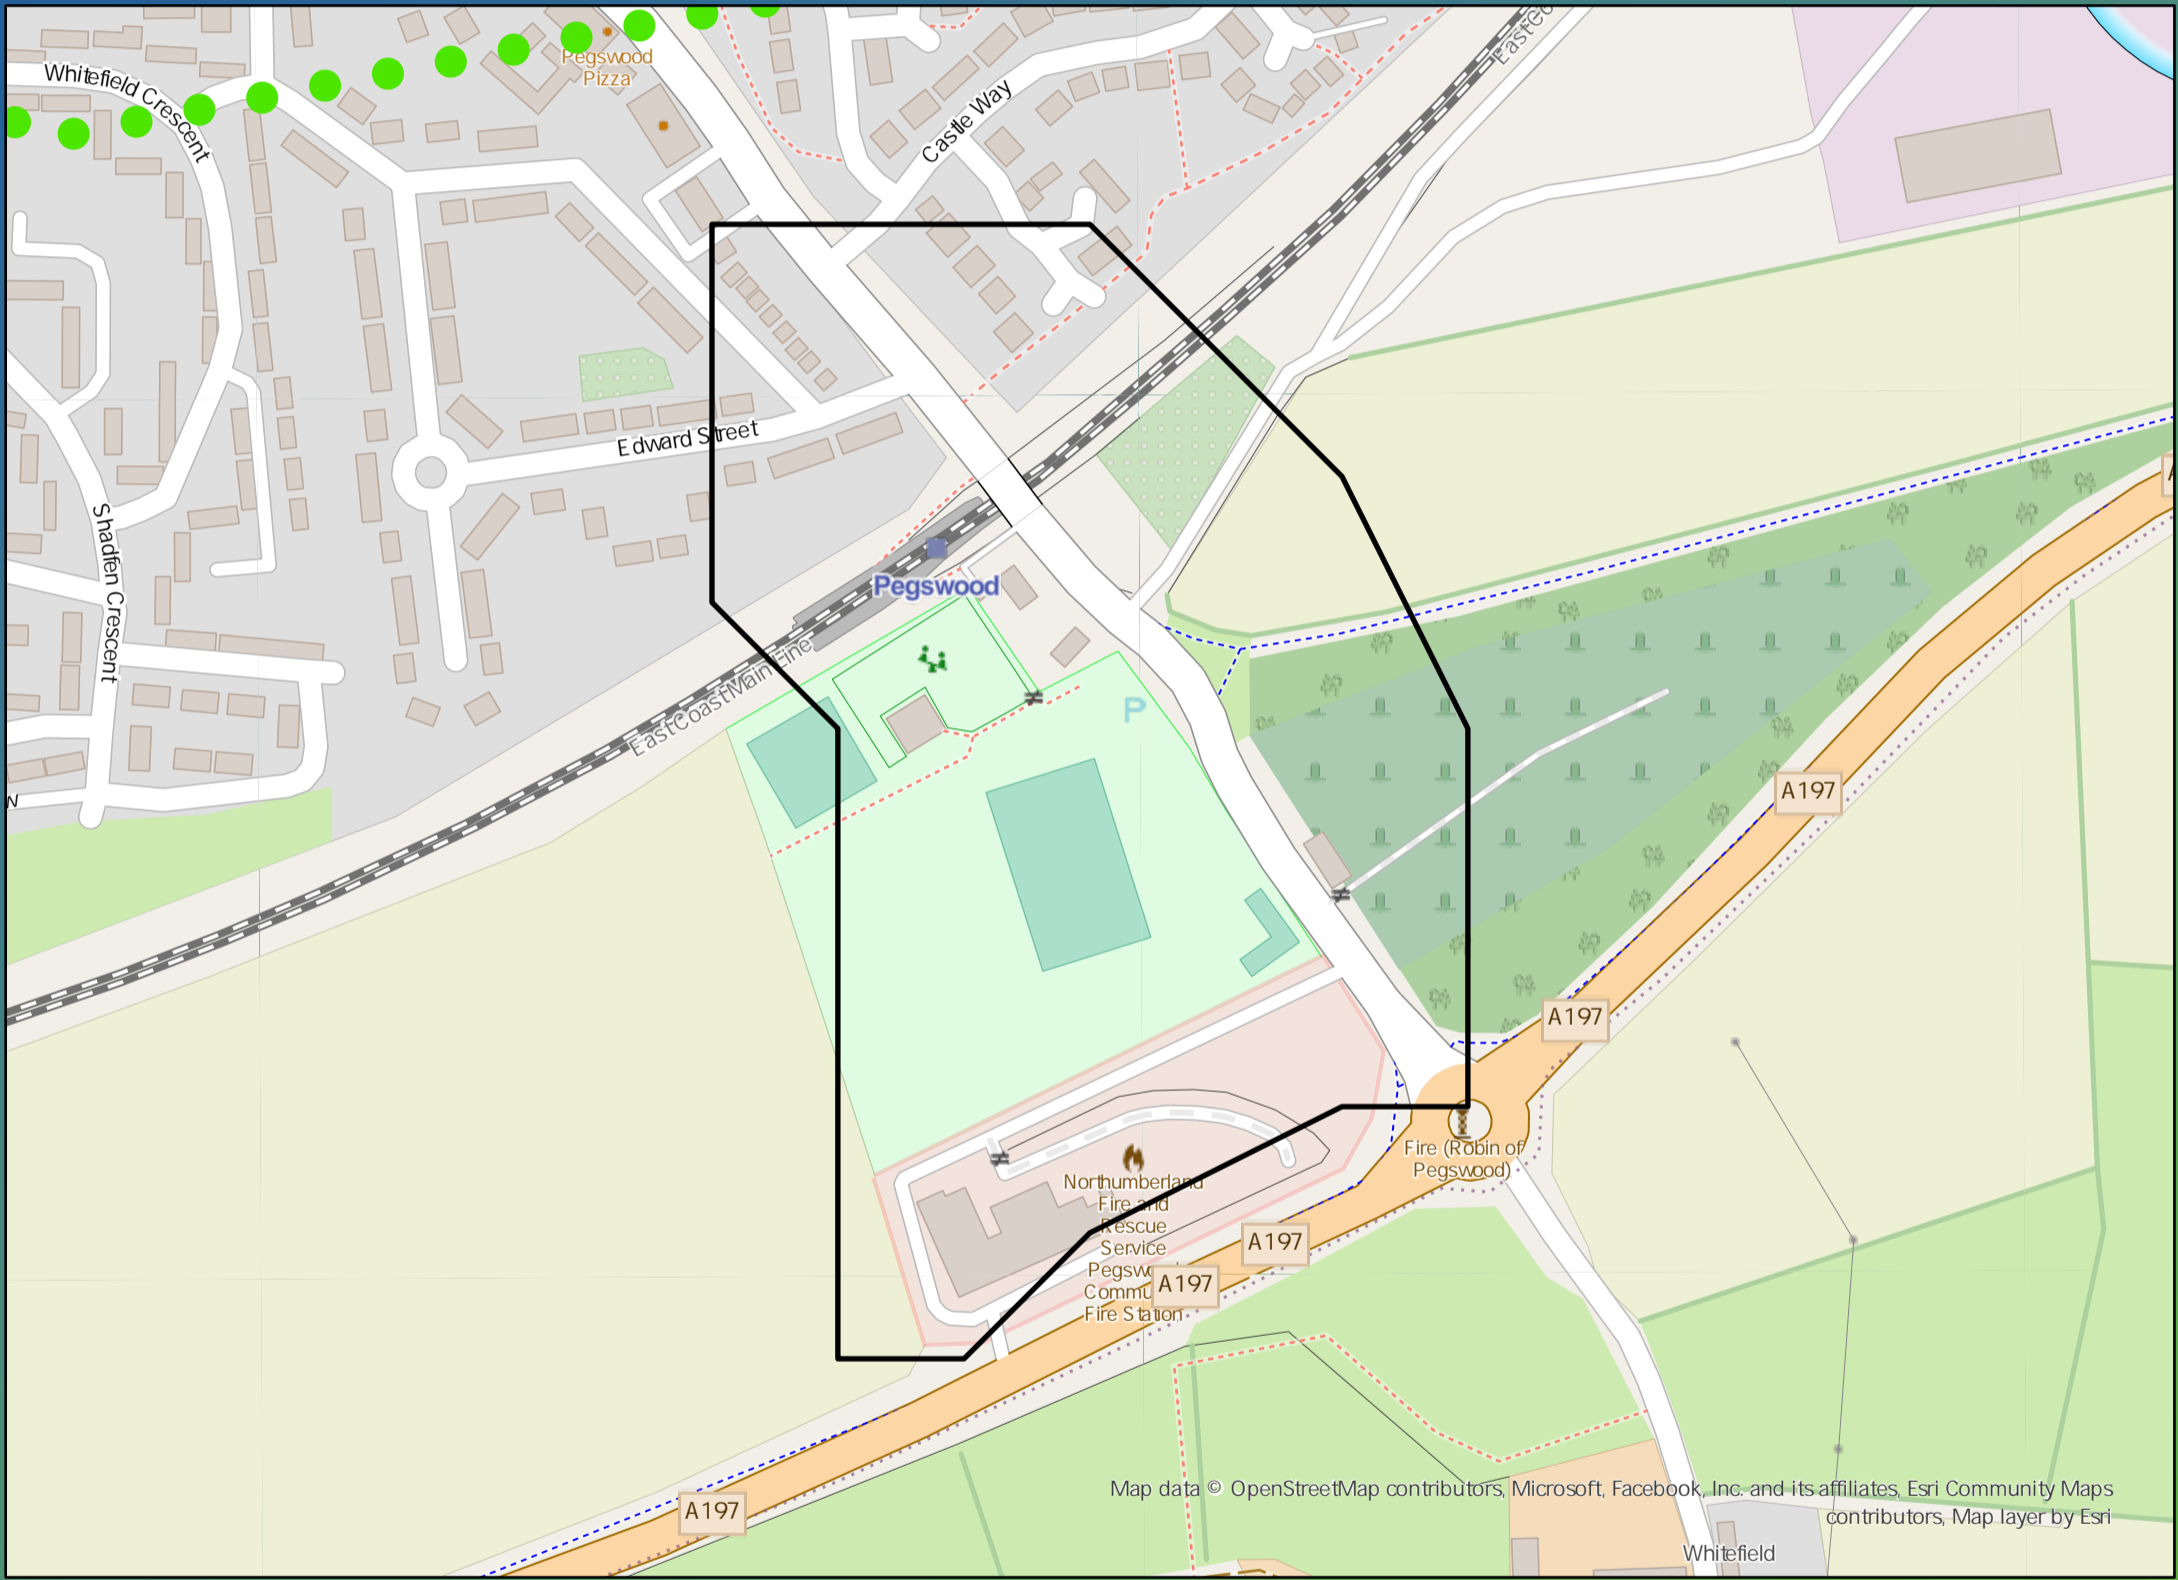 Pegswood
Pizza
Whitefield Crescent
Castle Way
Edward Street
Shadfen Crescent
Pegswood
East Coast Main Line
P
A197
A197
Fire (Robin of
Pegswood)
Northumberland
Fire and
Rescue
Service
Fire Station
A197
A197
A197
Map data © OpenStreetMap contributors, Microsoft, Facebook, Inc. and its affiliates, Esri Community Maps
contributors, Map layer by Esri
Whitefield